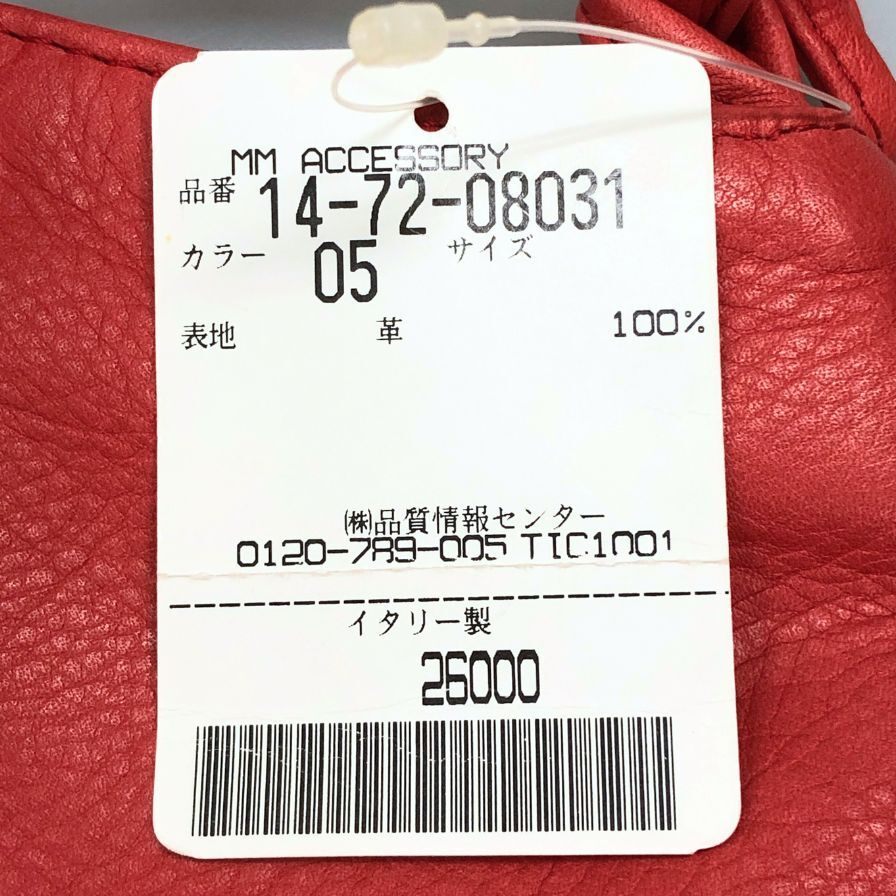 MM ACCESSORY
品番 14-72-08031
カラー 05 サイズ
表地 革 100%
㈱品質情報センター
0120-789-005 TIC1001
イタリー製
26000